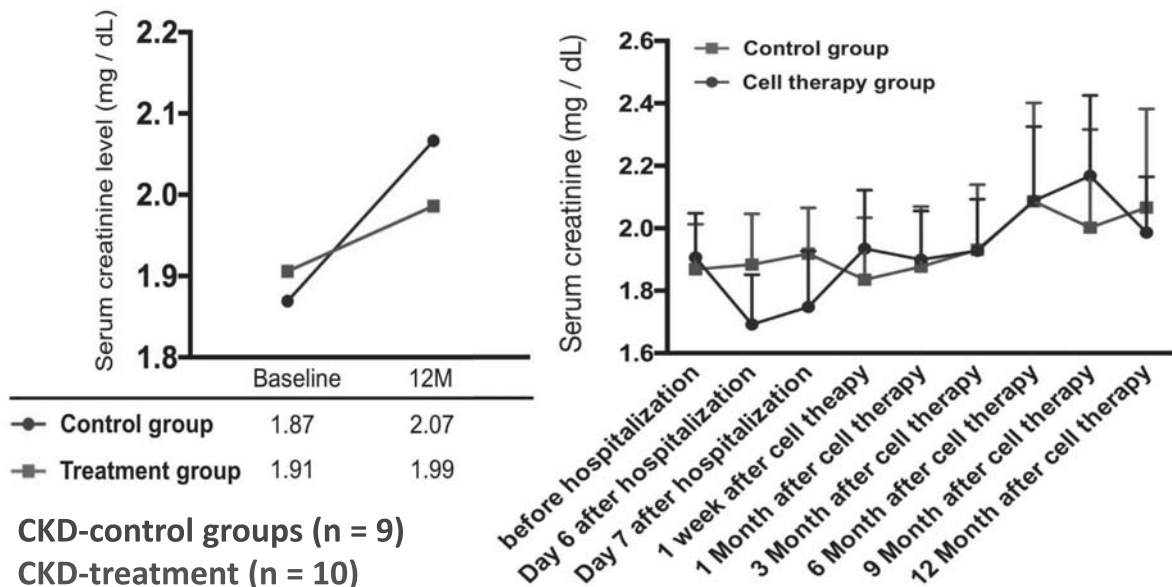 Serum creatinine level (mg / dL)
2.2
2.1
2.0
1.9
1.8
Baseline 12M
Control group 1.87 2.07
Treatment group 1.91 1.99
CKD-control groups (n = 9)
CKD-treatment (n = 10)
Serum creatinine (mg / dL)
2.6
2.4
2.2
2.0
1.8
1.6
Control group
Cell therapy group
before hospitalization
Day 6 after hospitalization
Day 7 after hospitalization
1 week after cell theapy
1 Month after cell therapy
3 Month after cell therapy
6 Month after cell therapy
9 Month after cell therapy
12 Month after cell therapy